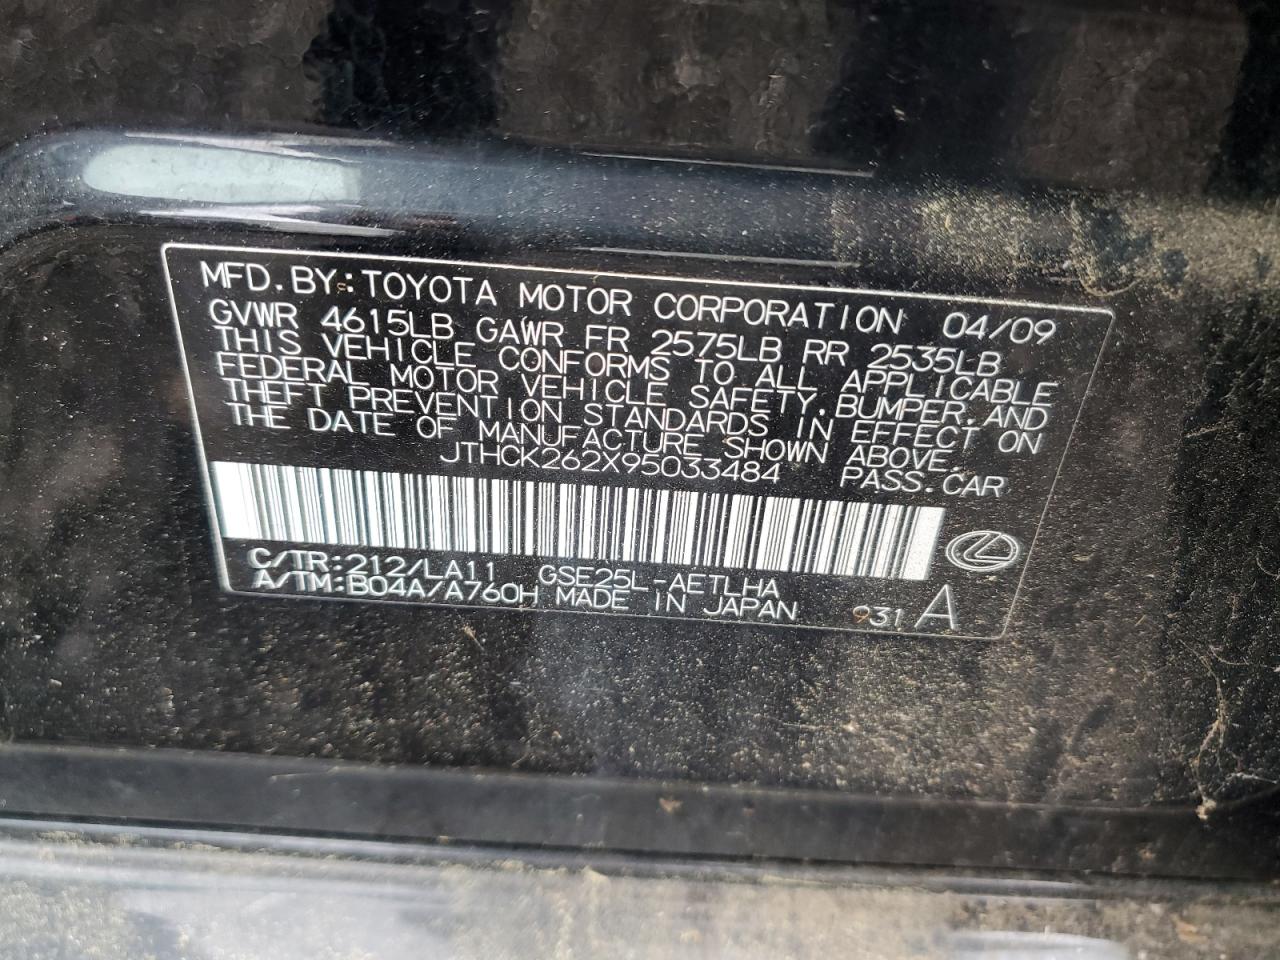 MFD.BY:TOYOTA MOTOR CORPORATION 04/09
GVWR 4615LB GAWR FR 2575LB RR 2535LB
THIS VEHICLE CONFORMS TO ALL APPLICABLE
FEDERAL MOTOR VEHICLE SAFETY,BUMPER,AND
THEFT PREVENTION STANDARDS IN EFFECT ON
THE DATE OF MANUFACTURE SHOWN ABOVE.
JTHCK262X95033484 PASS.CAR
C/TR:212/LA11 GSE25L-AETLHA
A/TM:B04A/A760H MADE IN JAPAN 931 A